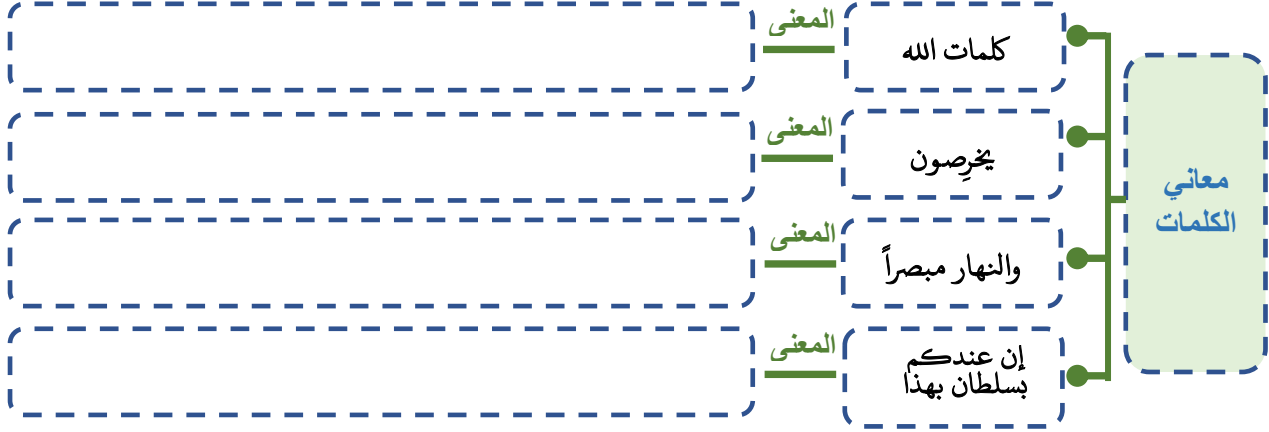 معاني
الكلمات
كلمات الله
المعنى
يخرِصون
المعنى
والنهار مبصراً
المعنى
إن عندكم
بسلطان بهذا
المعنى